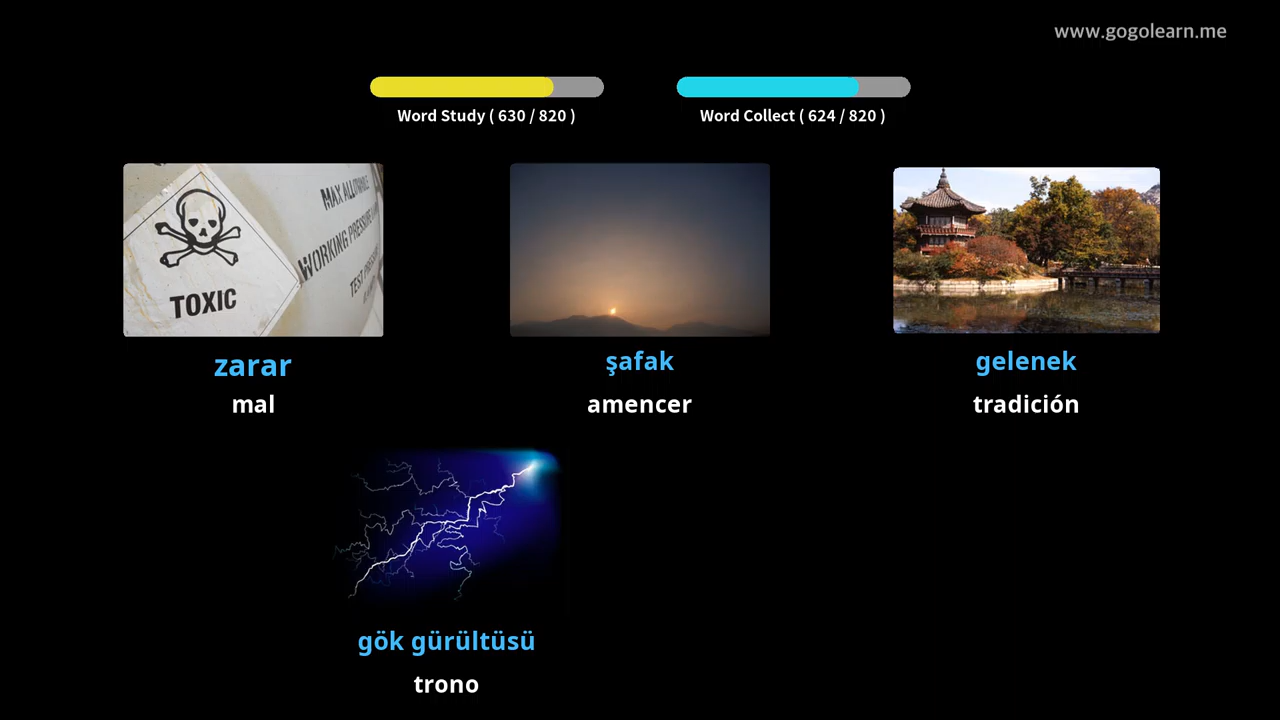 www.gogolearn.me
Word Study ( 630 / 820 )
Word Collect ( 624 / 820 )
TOXIC
MAX ALLOWABLE
WORKING PRESSURE
TEST
zarar
mal
şafak
amencer
gelenek
tradición
gök gürültüsü
trono